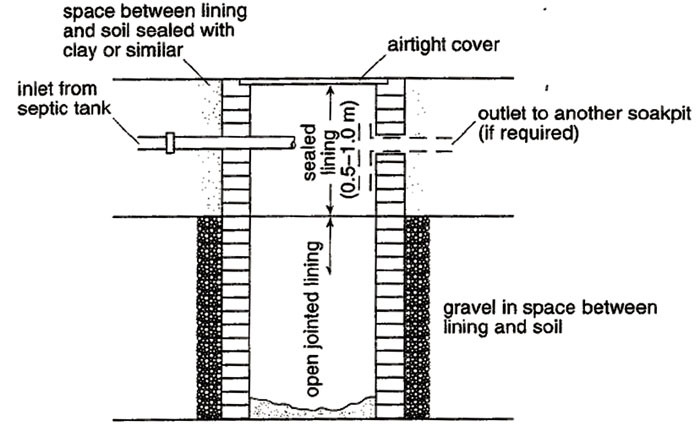 space between lining
and soil sealed with
clay or similar
airtight cover
inlet from
septic tank
outlet to another soakpit
(if required)
sealed
lining
(0.5–1.0 m)
open jointed lining
gravel in space between
lining and soil